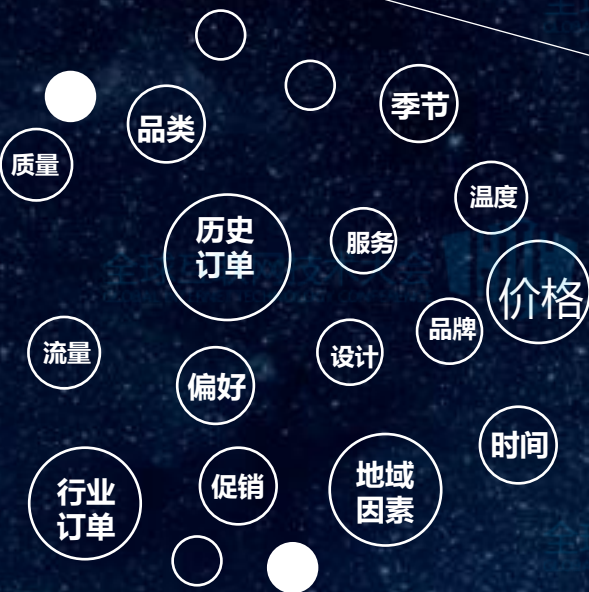 季节
品类
质量
温度
历史
订单
服务
价格
品牌
流量
设计
偏好
时间
行业
订单
促销
地域
因素